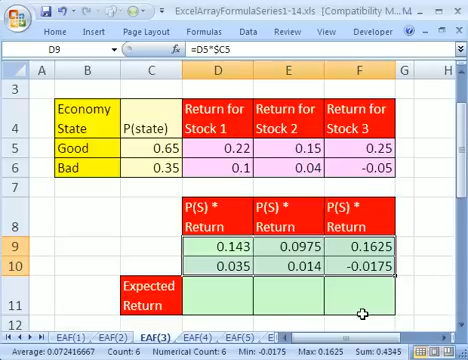 ExcelArrayFormulaSeries1-14.xls [Compatibility M
Home Insert Page Layout Formulas Data Review View Developer
D9 fx =D5*$C5
A B C D E F G H
3
Economy Return for Return for Return for
4 State P(state) Stock 1 Stock 2 Stock 3
5 Good 0.65 0.22 0.15 0.25
6 Bad 0.35 0.1 0.04 -0.05
7
P(S) * P(S) * P(S) *
8 Return Return Return
9 0.143 0.0975 0.1625
10 0.035 0.014 -0.0175
Expected
11 Return
12
EAF(1) EAF(2) EAF(3) EAF(4) EAF(5)
Average: 0.072416667 Count: 6 Numerical Count: 6 Min: -0.0175 Max: 0.1625 Sum: 0.4345